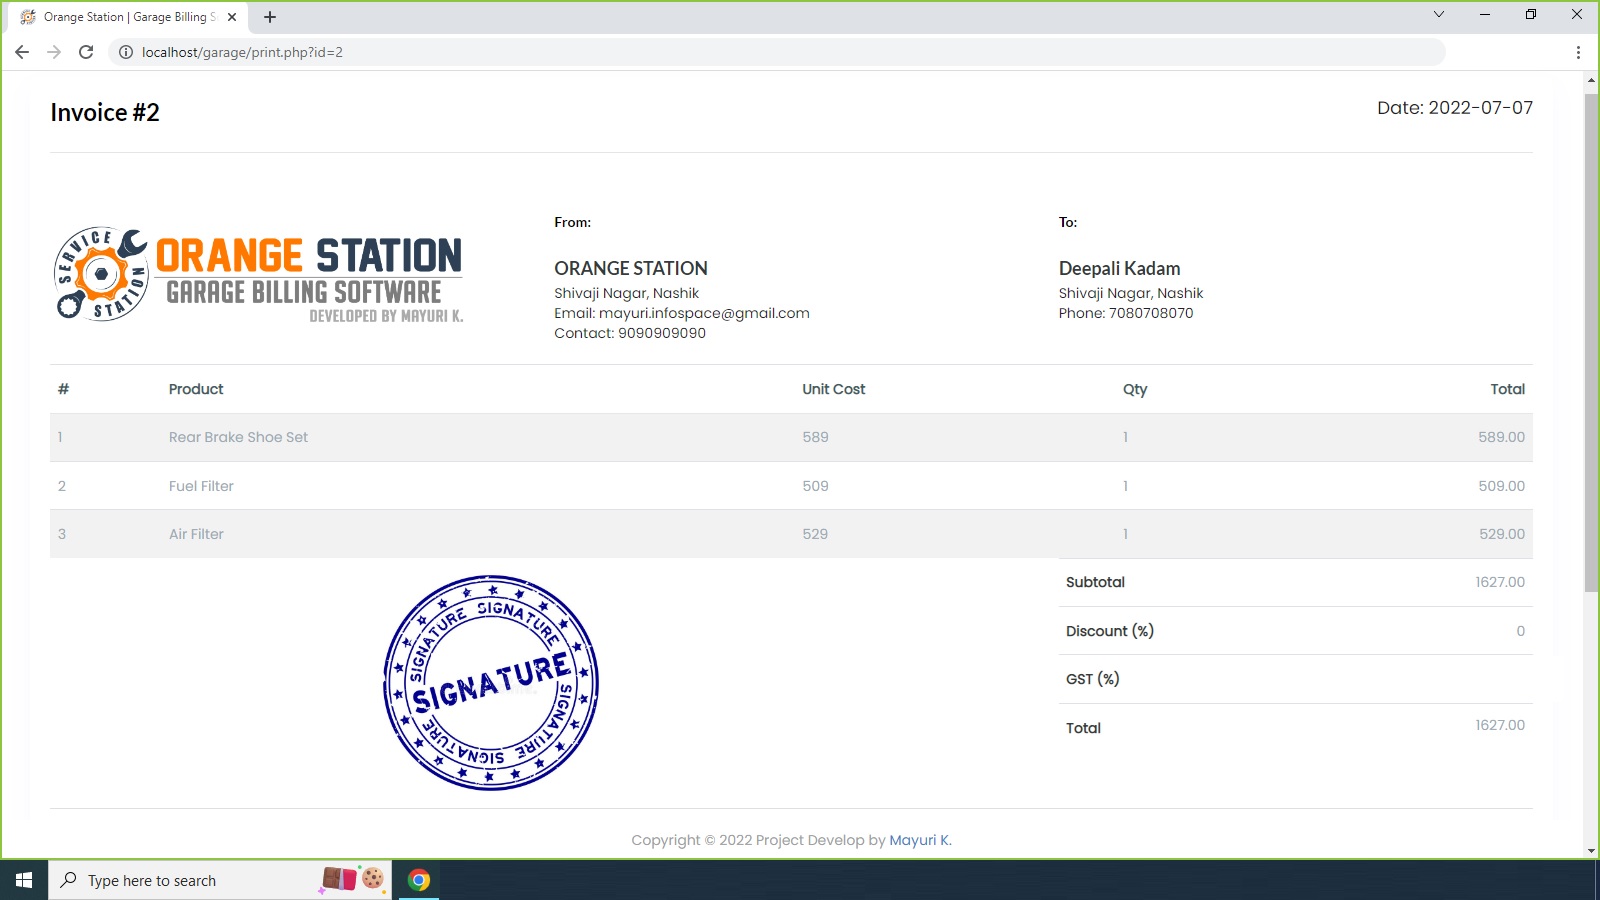 Orange Station | Garage Billing S
localhost/garage/print.php?id=2
Invoice #2
Date: 2022-07-07
SERVICE STATION
ORANGE STATION
GARAGE BILLING SOFTWARE
DEVELOPED BY MAYURI K.
From:
ORANGE STATION
Shivaji Nagar, Nashik
Email: mayuri.infospace@gmail.com
Contact: 9090909090
To:
Deepali Kadam
Shivaji Nagar, Nashik
Phone: 7080708070
# Product Unit Cost Qty Total
1 Rear Brake Shoe Set 589 1 589.00
2 Fuel Filter 509 1 509.00
3 Air Filter 529 1 529.00
Subtotal 1627.00
Discount (%) 0
GST (%)
Total 1627.00
SIGNATURE SIGNATURE SIGNATURE
SIGNATURE
SIGNATURE SIGNATURE SIGNATURE
Copyright © 2022 Project Develop by Mayuri K.
Type here to search